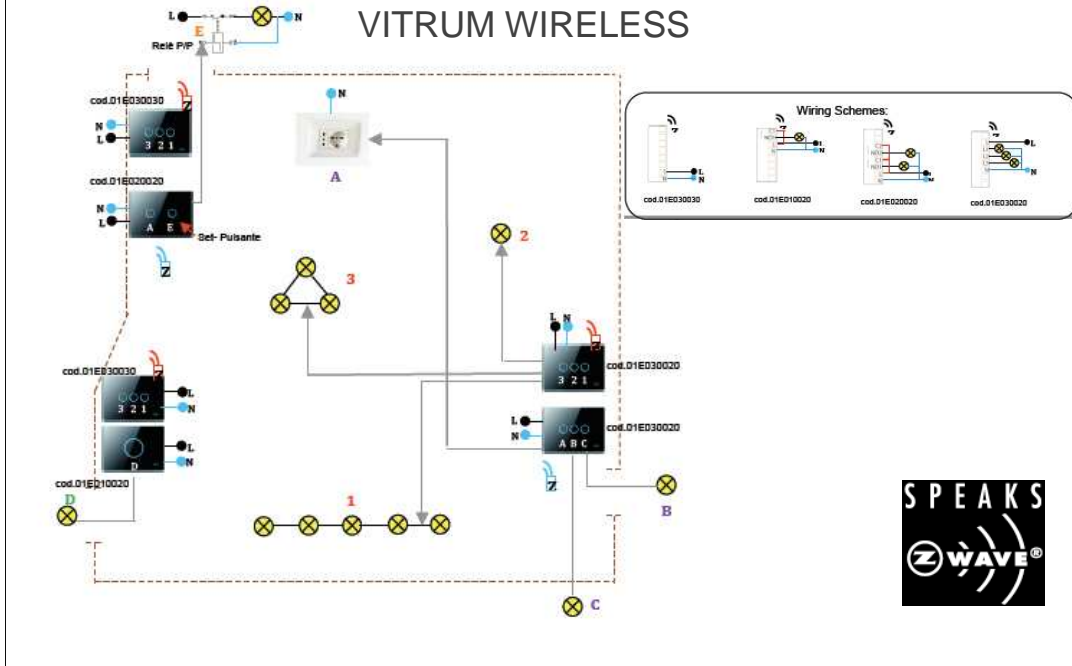 VITRUM WIRELESS
L
N
E
Relè P/P
cod.01E030030
N
L
3 2 1
Z
cod.01E020020
N
L
A E
Set- Pulsante
Z
N
A
Wiring Schemes:
L
N
cod.01E030030
L
N
cod.01E010020
L
N
cod.01E020020
L
N
cod.01E030020
2
3
L N
Z
3 2 1
cod.01E030020
L
N
A B C
cod.01E030020
Z
cod.01E030030
Z
3 2 1
L
N
D
L
N
cod.01E010020
D
1
B
C
SPEAKS
Z WAVE®